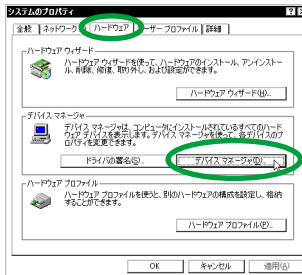 システムのプロパティ
全般 ネットワーク ハードウェア ユーザー プロファイル 詳細
ハードウェア ウィザード
ハードウェア ウィザードを使って、ハードウェアのインストール、アンインストー
ル、削除、修復、取り外し、および設定ができます。
ハードウェア ウィザード(H)...
デバイス マネージャ
デバイス マネージャは、コンピュータにインストールされているすべてのハード
ウェア デバイスを表示します。デバイス マネージャを使って、各デバイスのプ
ロパティを変更できます。
ドライバの署名(S)... デバイス マネージャ(D)...
ハードウェア プロファイル
ハードウェア プロファイルを使うと、別のハードウェアの構成を設定し、格納
することができます。
ハードウェア プロファイル(P)...
OK キャンセル 適用(A)